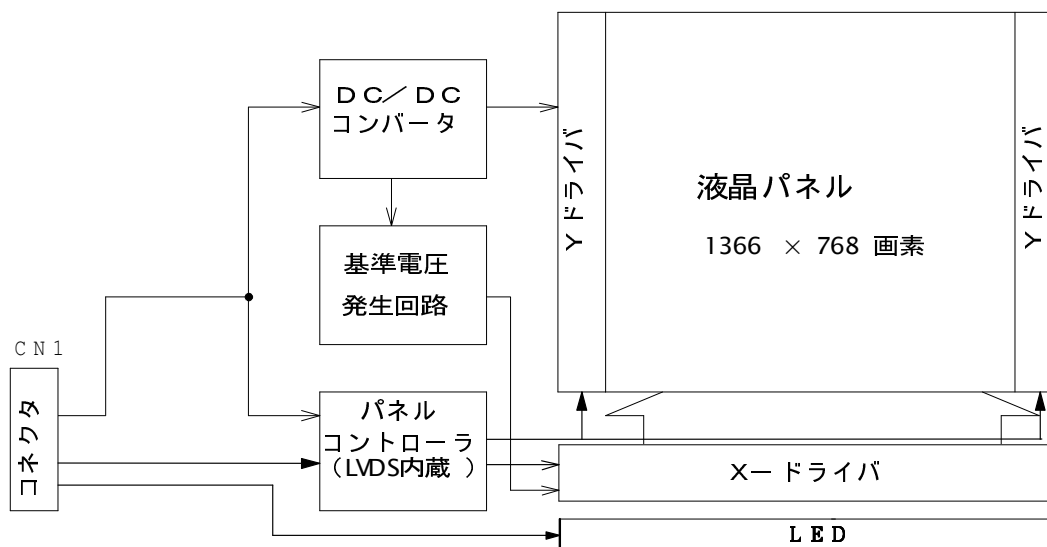 ＤＣ／ＤＣ
コンバータ
Ｙドライバ
液晶パネル
1366 × 768 画素
Ｙドライバ
基準電圧
発生回路
ＣＮ１
コネクタ
パネル
コントローラ
（LVDS内蔵 ）
Ｘ－ドライバ
ＬＥＤ